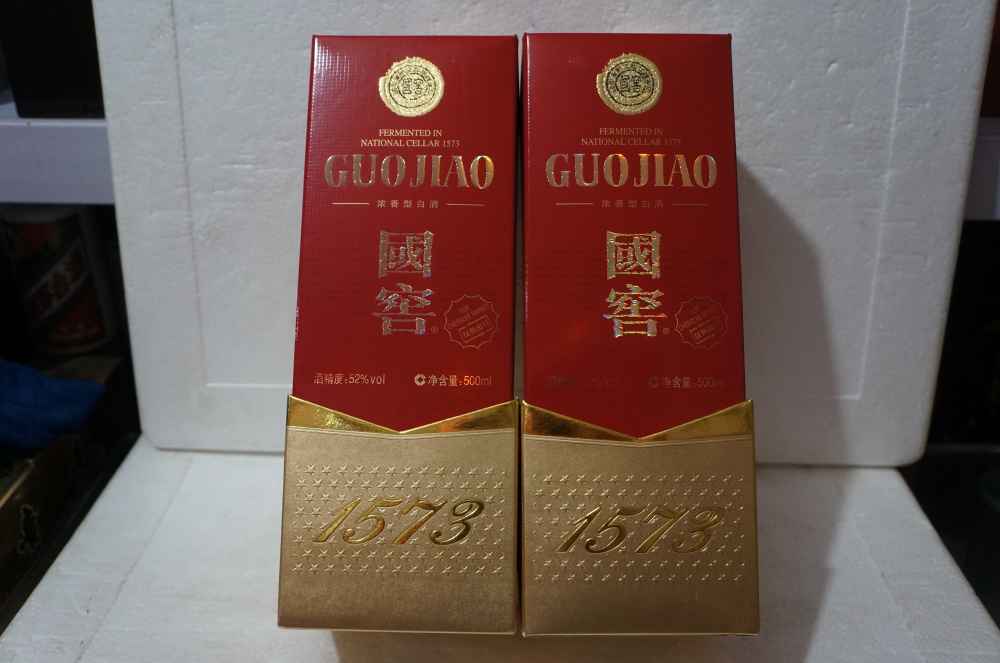 FERMENTED IN
NATIONAL CELLAR 1573
GUOJIAO
浓香型白酒
國
窖®
酒精度:52%vol
净含量:500ml
1573
FERMENTED IN
NATIONAL CELLAR 1573
GUOJIAO
浓香型白酒
國
窖®
净含量:500ml
1573